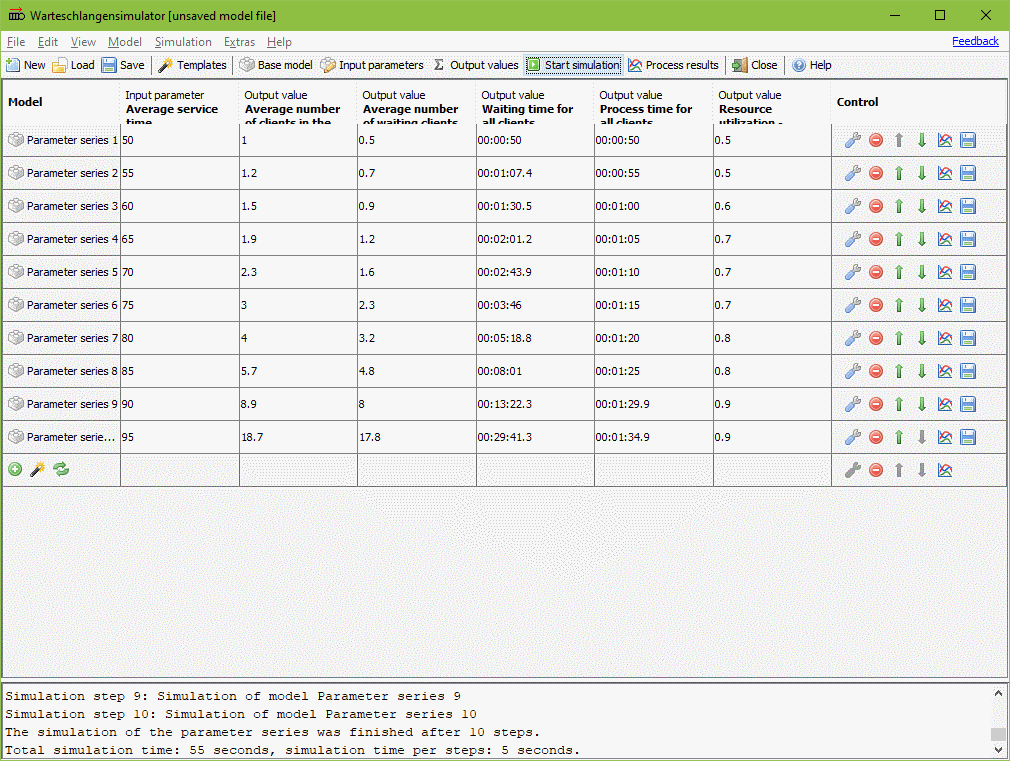 Warteschlangensimulator [unsaved model file]
File Edit View Model Simulation Extras Help Feedback
New Load Save Templates Base model Input parameters Σ Output values Start simulation Process results Close Help
Model Input parameter Output value Output value Output value Output value Output value Control
Average service Average number Average number Waiting time for Process time for Resource
time of clients in the of waiting clients all clients all clients utilization -
Parameter series 1 50 1 0.5 00:00:50 00:00:50 0.5
Parameter series 2 55 1.2 0.7 00:01:07.4 00:00:55 0.5
Parameter series 3 60 1.5 0.9 00:01:30.5 00:01:00 0.6
Parameter series 4 65 1.9 1.2 00:02:01.2 00:01:05 0.7
Parameter series 5 70 2.3 1.6 00:02:43.9 00:01:10 0.7
Parameter series 6 75 3 2.3 00:03:46 00:01:15 0.7
Parameter series 7 80 4 3.2 00:05:18.8 00:01:20 0.8
Parameter series 8 85 5.7 4.8 00:08:01 00:01:25 0.8
Parameter series 9 90 8.9 8 00:13:22.3 00:01:29.9 0.9
Parameter serie... 95 18.7 17.8 00:29:41.3 00:01:34.9 0.9
Simulation step 9: Simulation of model Parameter series 9
Simulation step 10: Simulation of model Parameter series 10
The simulation of the parameter series was finished after 10 steps.
Total simulation time: 55 seconds, simulation time per steps: 5 seconds.